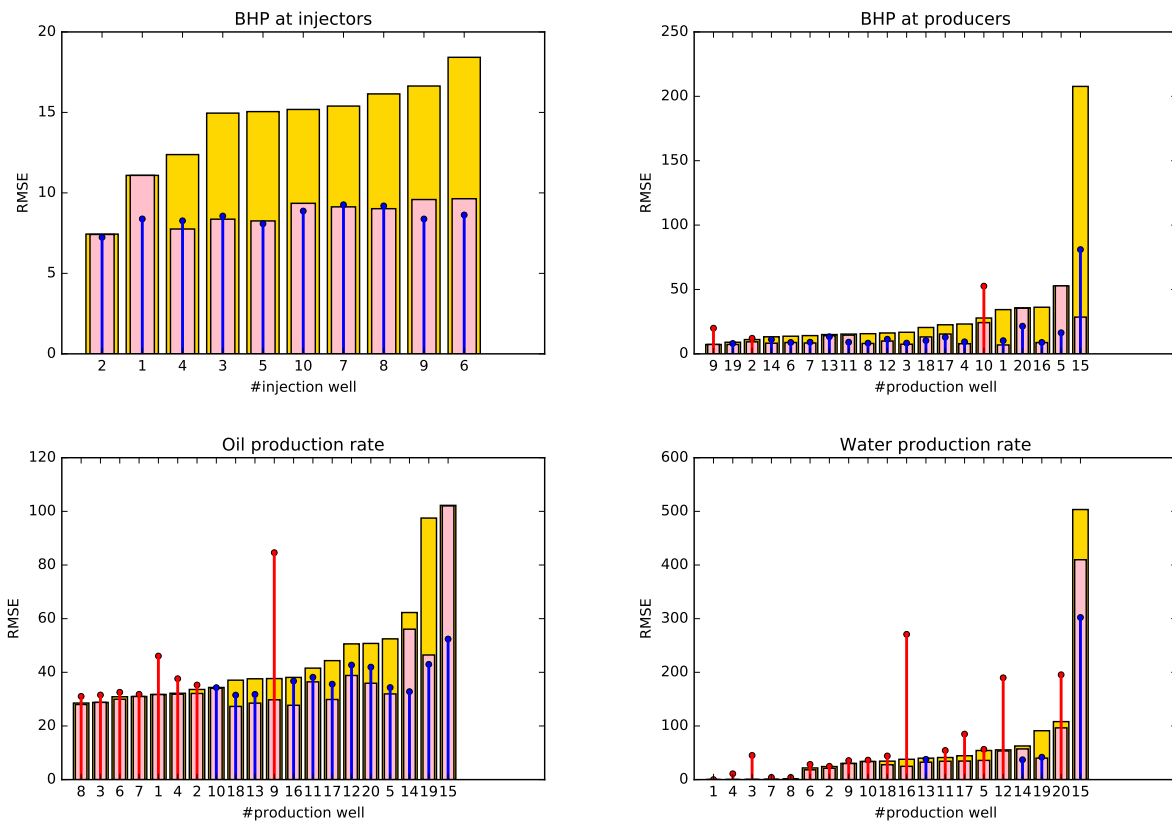 BHP at injectors
20
15
10
5
0
RMSE
2 1 4 3 5 10 7 8 9 6
#injection well
BHP at producers
250
200
150
100
50
0
RMSE
9 19 2 14 6 7 13 11 8 12 3 18 17 4 10 1 20 16 5 15
#production well
Oil production rate
120
100
80
60
40
20
0
RMSE
8 3 6 7 1 4 2 10 18 13 9 16 11 17 12 20 5 14 19 15
#production well
Water production rate
600
500
400
300
200
100
0
RMSE
1 4 3 7 8 6 2 9 10 18 16 13 11 17 5 12 14 19 20 15
#production well